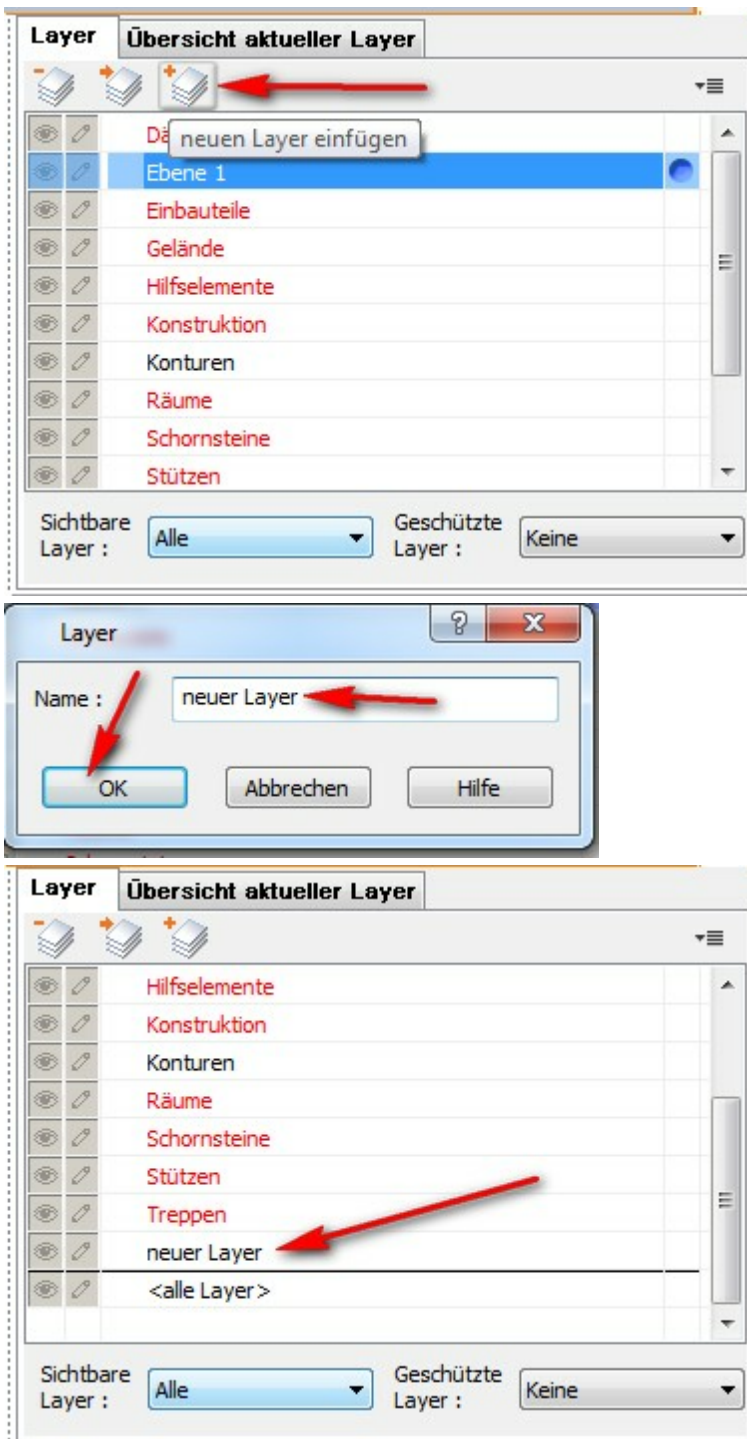 Layer Übersicht aktueller Layer
neuen Layer einfügen
Ebene 1
Einbauteile
Gelände
Hilfselemente
Konstruktion
Konturen
Räume
Schornsteine
Stützen
Sichtbare Layer : Alle Geschützte Layer : Keine
Layer
Name : neuer Layer
OK Abbrechen Hilfe
Layer Übersicht aktueller Layer
Hilfselemente
Konstruktion
Konturen
Räume
Schornsteine
Stützen
Treppen
neuer Layer
<alle Layer>
Sichtbare Layer : Alle Geschützte Layer : Keine